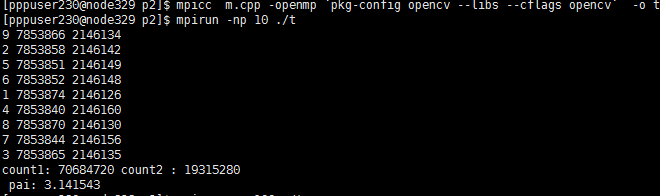 [pppuser230@node329 p2]$ mpicc  m.cpp -openmp `pkg-config opencv --libs --cflags opencv`  -o t
[pppuser230@node329 p2]$ mpirun -np 10 ./t
9 7853866 2146134
2 7853858 2146142
5 7853851 2146149
6 7853852 2146148
1 7853874 2146126
4 7853840 2146160
8 7853870 2146130
7 7853844 2146156
3 7853865 2146135
count1: 70684720 count2 : 19315280
 pai: 3.141543